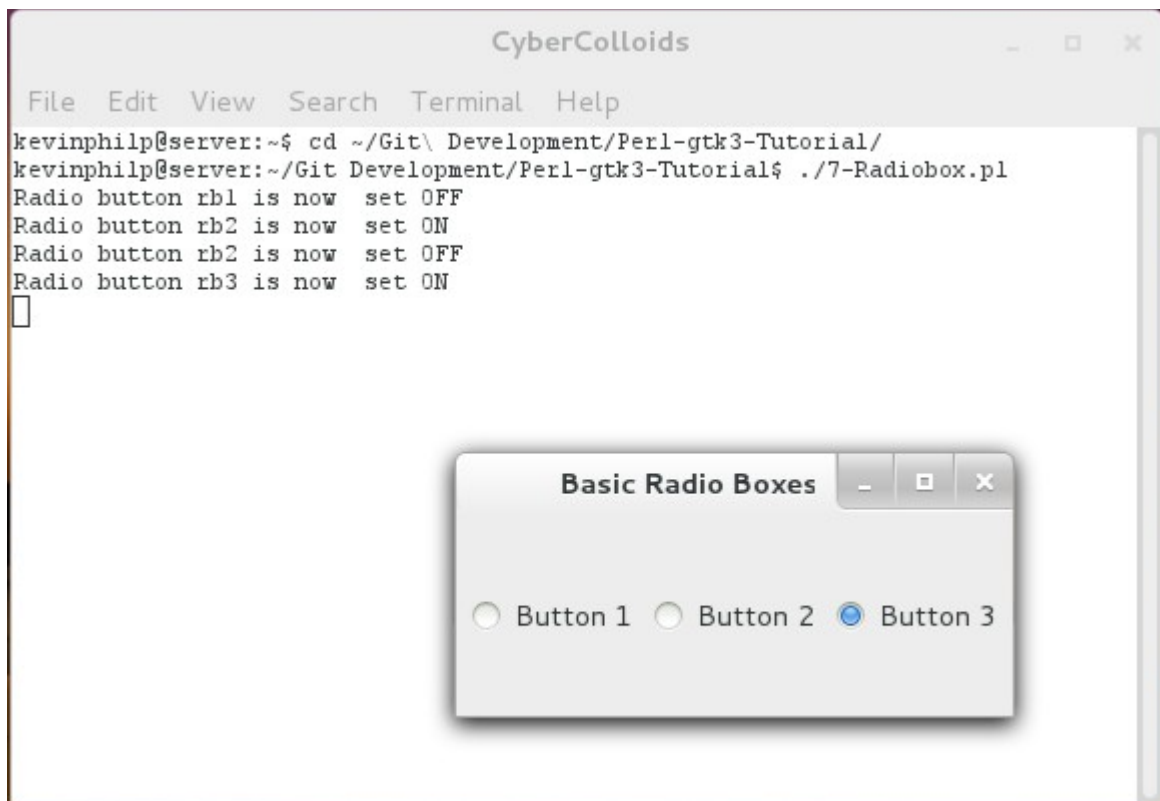 CyberColloids
File Edit View Search Terminal Help
kevinphilp@server:~$ cd ~/Git\ Development/Perl-gtk3-Tutorial/
kevinphilp@server:~/Git Development/Perl-gtk3-Tutorial$ ./7-Radiobox.pl
Radio button rb1 is now  set OFF
Radio button rb2 is now  set ON
Radio button rb2 is now  set OFF
Radio button rb3 is now  set ON
Basic Radio Boxes
Button 1 Button 2 Button 3